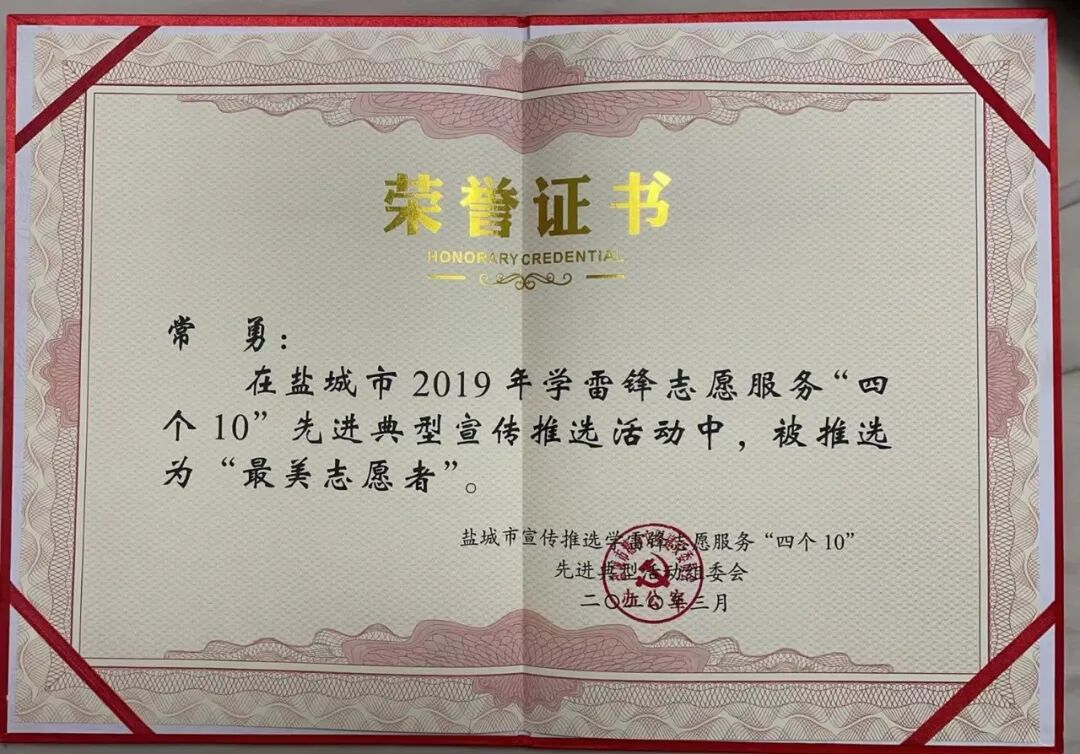 荣誉证书
HONORARY CREDENTIAL
常 勇：
在盐城市2019年学雷锋志愿服务“四
个10”先进典型宣传推选活动中，被推选
为“最美志愿者”。
盐城市宣传推选学雷锋志愿服务“四个10”
先进典型活动组委会
二〇二〇年三月
办公室